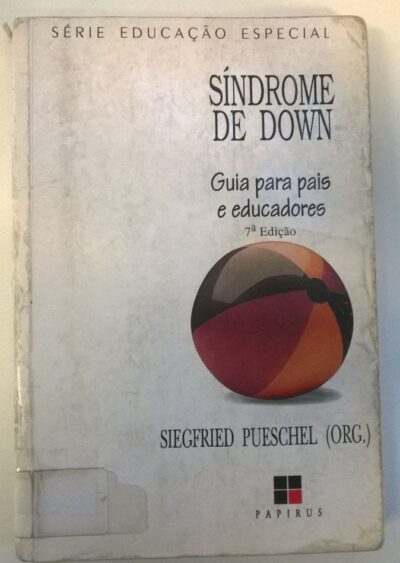 SÉRIE EDUCAÇÃO ESPECIAL
SÍNDROME
DE DOWN
Guia para pais
e educadores
7ª Edição
SIEGFRIED PUESCHEL (ORG.)
PAPIRUS